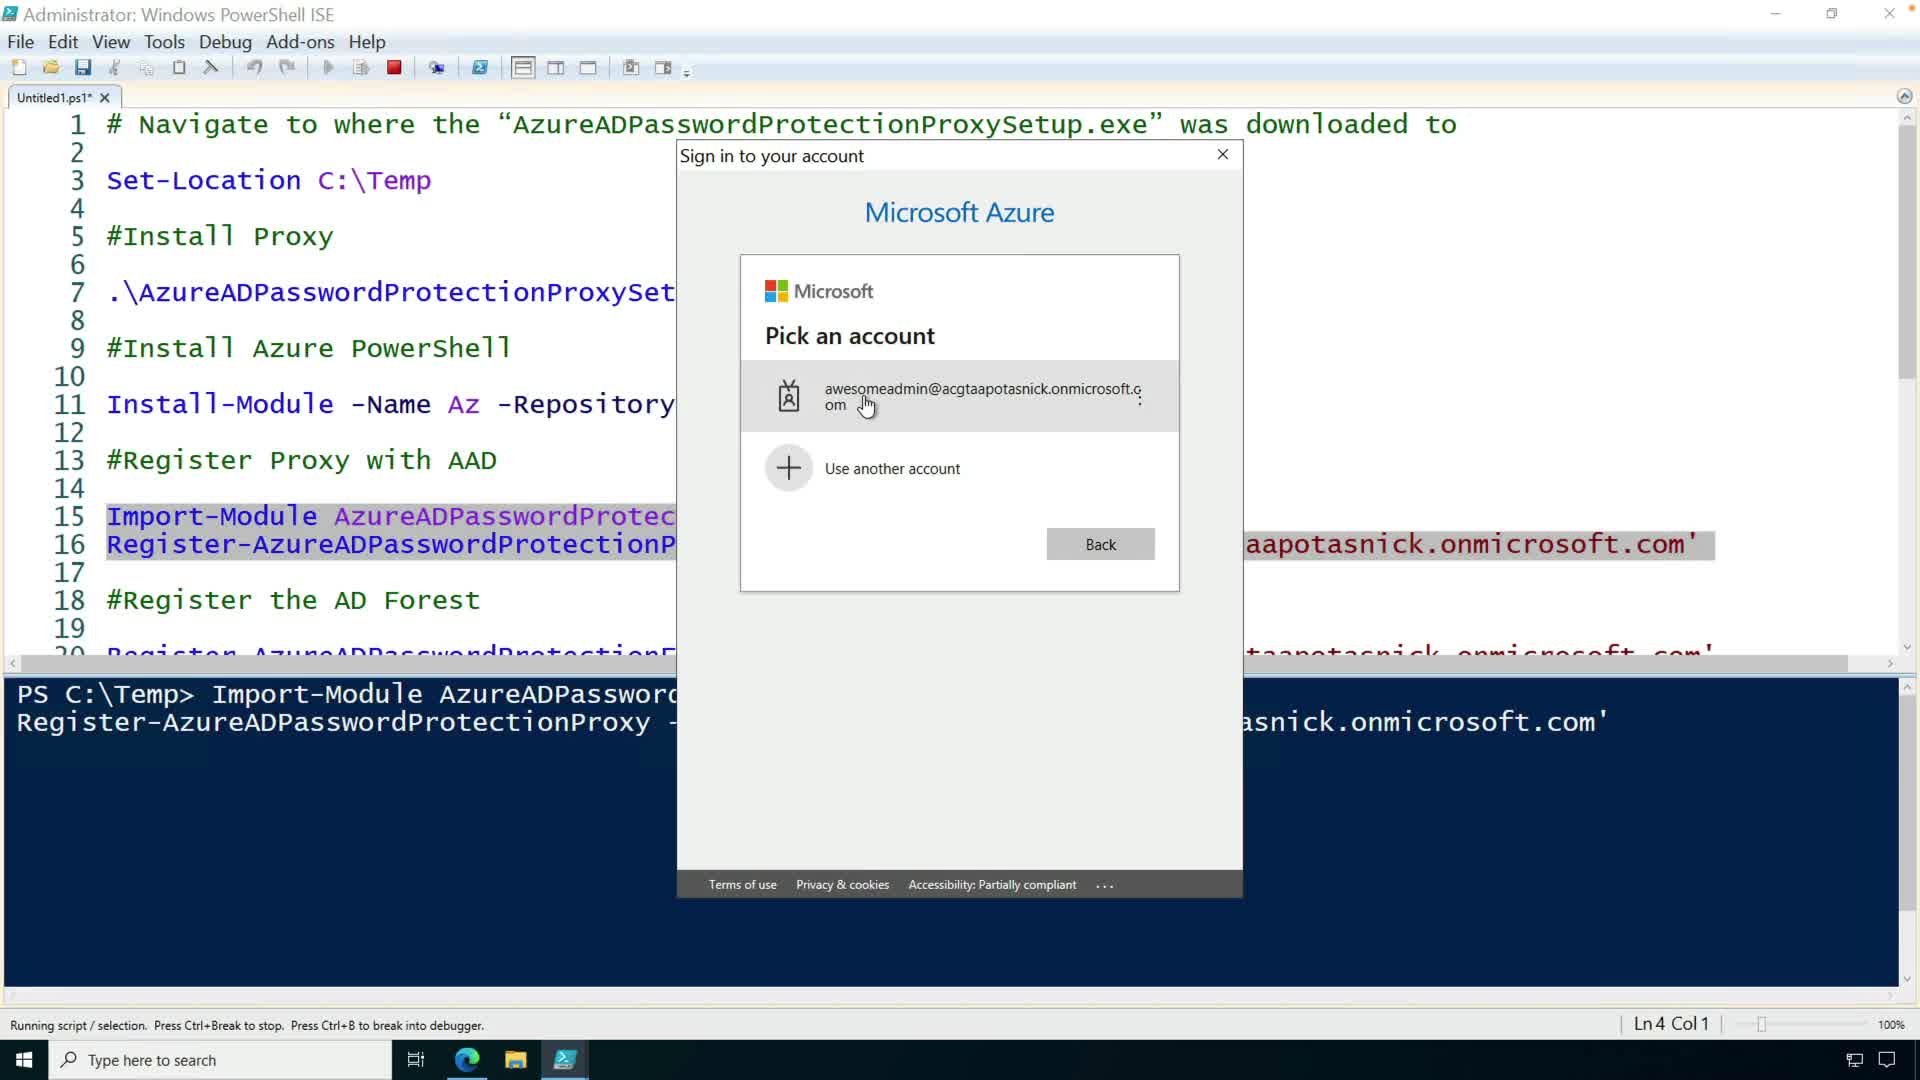 Administrator: Windows PowerShell ISE
File Edit View Tools Debug Add-ons Help
Untitled1.ps1* X
1 # Navigate to where the “AzureADPasswordProtectionProxySetup.exe” was downloaded to
2
3 Set-Location C:\Temp
4
5 #Install Proxy
6
7 .\AzureADPasswordProtectionProxySet
8
9 #Install Azure PowerShell
10
11 Install-Module -Name Az -Repository
12
13 #Register Proxy with AAD
14
15 Import-Module AzureADPasswordProtec
16 Register-AzureADPasswordProtectionP aapotasnick.onmicrosoft.com'
17
18 #Register the AD Forest
19
20 Register-AzureADPasswordProtectionF taapotasnick.onmicrosoft.com'
Sign in to your account
Microsoft Azure
Microsoft
Pick an account
awesomeadmin@acgtaapotasnick.onmicrosoft.c
om
Use another account
Back
Terms of use Privacy & cookies Accessibility: Partially compliant ...
PS C:\Temp> Import-Module AzureADPassword
Register-AzureADPasswordProtectionProxy - asnick.onmicrosoft.com'
Running script / selection. Press Ctrl+Break to stop. Press Ctrl+B to break into debugger.
Ln 4 Col 1
100%
Type here to search